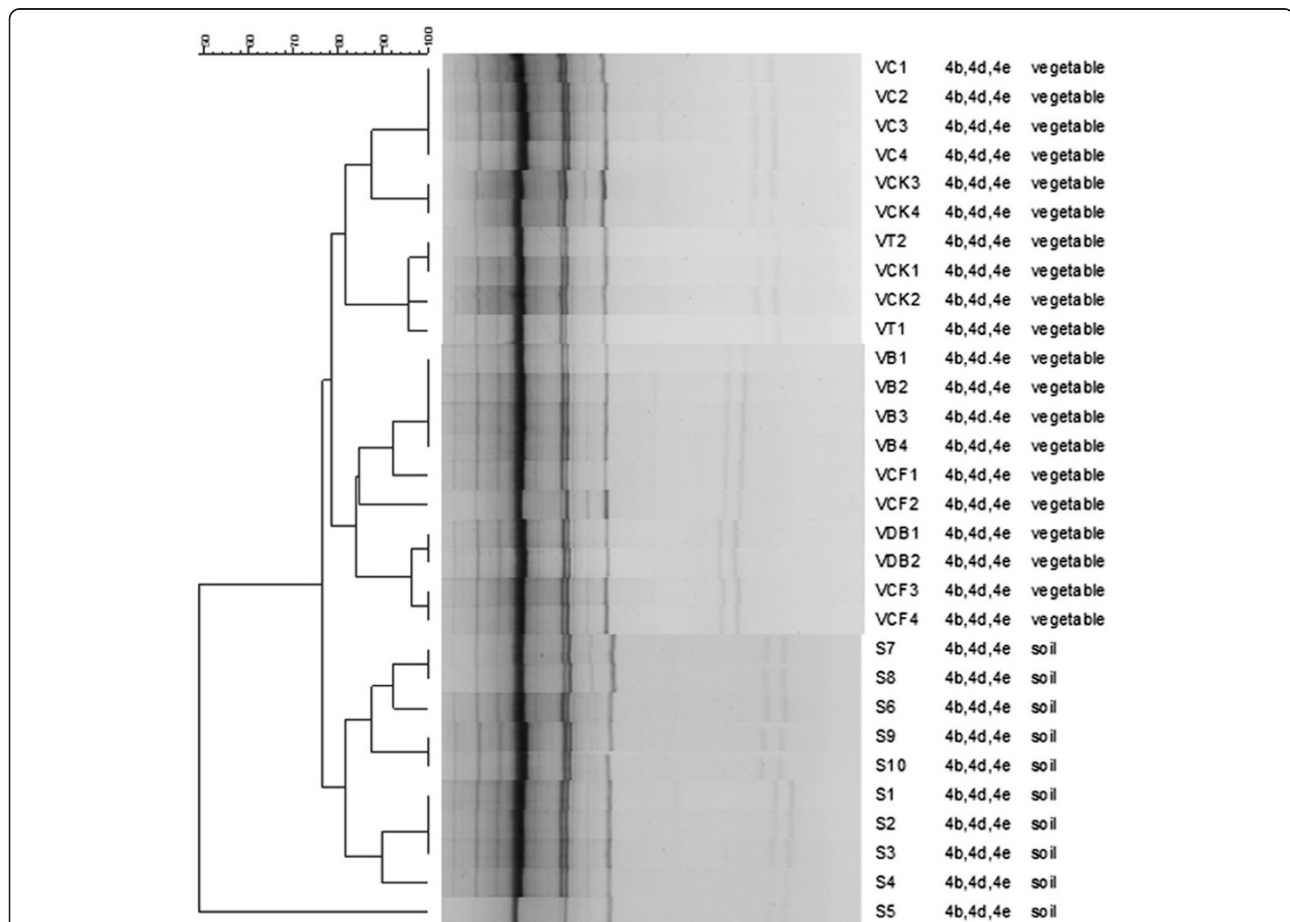 50 60 70 80 90 100
VC1 4b,4d,4e vegetable
VC2 4b,4d,4e vegetable
VC3 4b,4d,4e vegetable
VC4 4b,4d,4e vegetable
VCK3 4b,4d,4e vegetable
VCK4 4b,4d,4e vegetable
VT2 4b,4d,4e vegetable
VCK1 4b,4d,4e vegetable
VCK2 4b,4d,4e vegetable
VT1 4b,4d,4e vegetable
VB1 4b,4d.4e vegetable
VB2 4b,4d,4e vegetable
VB3 4b,4d.4e vegetable
VB4 4b,4d,4e vegetable
VCF1 4b,4d,4e vegetable
VCF2 4b,4d,4e vegetable
VDB1 4b,4d,4e vegetable
VDB2 4b,4d,4e vegetable
VCF3 4b,4d,4e vegetable
VCF4 4b,4d,4e vegetable
S7 4b,4d,4e soil
S8 4b,4d,4e soil
S6 4b,4d,4e soil
S9 4b,4d,4e soil
S10 4b,4d,4e soil
S1 4b,4d,4e soil
S2 4b,4d,4e soil
S3 4b,4d,4e soil
S4 4b,4d,4e soil
S5 4b,4d,4e soil